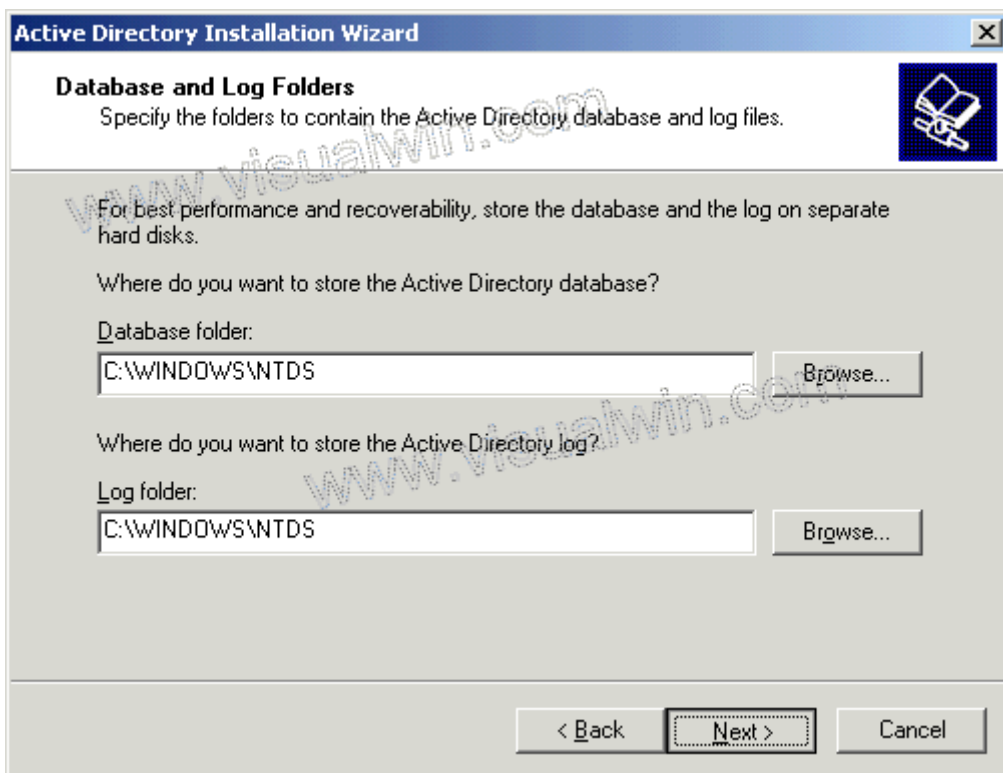 Active Directory Installation Wizard
Database and Log Folders
Specify the folders to contain the Active Directory database and log files.
www.visualwin.com
For best performance and recoverability, store the database and the log on separate
hard disks.
Where do you want to store the Active Directory database?
Database folder:
C:\WINDOWS\NTDS
Browse...
www.visualwin.com
Where do you want to store the Active Directory log?
Log folder:
C:\WINDOWS\NTDS
Browse...
< Back
Next >
Cancel